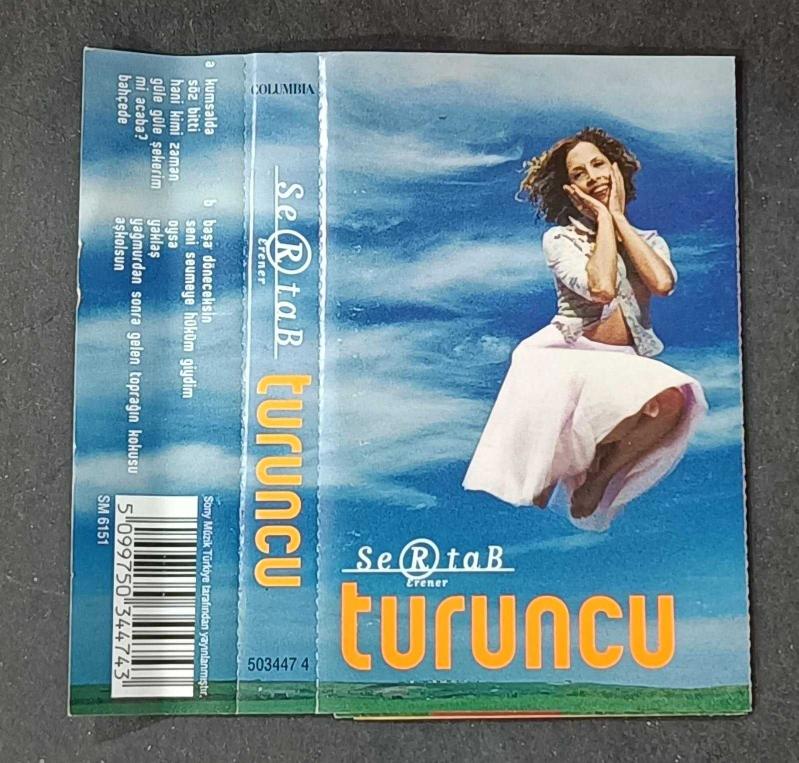 a kumsalda
söz bitti
hani kimi zaman
güle güle şekerim
mi acaba?
bahçede
b başa döneceksin
seni sevmeye hüküm giydim
oysa
yaklaş
yağmurdan sonra gelen toprağın kokusu
aşkolsun
Sony Müzik Türkiye tarafından yayınlanmıştır.
5 099750 344743
SM 6151
COLUMBIA
SeRtaB
Erener
turuncu
503447 4
SeRtaB
Erener
turuncu